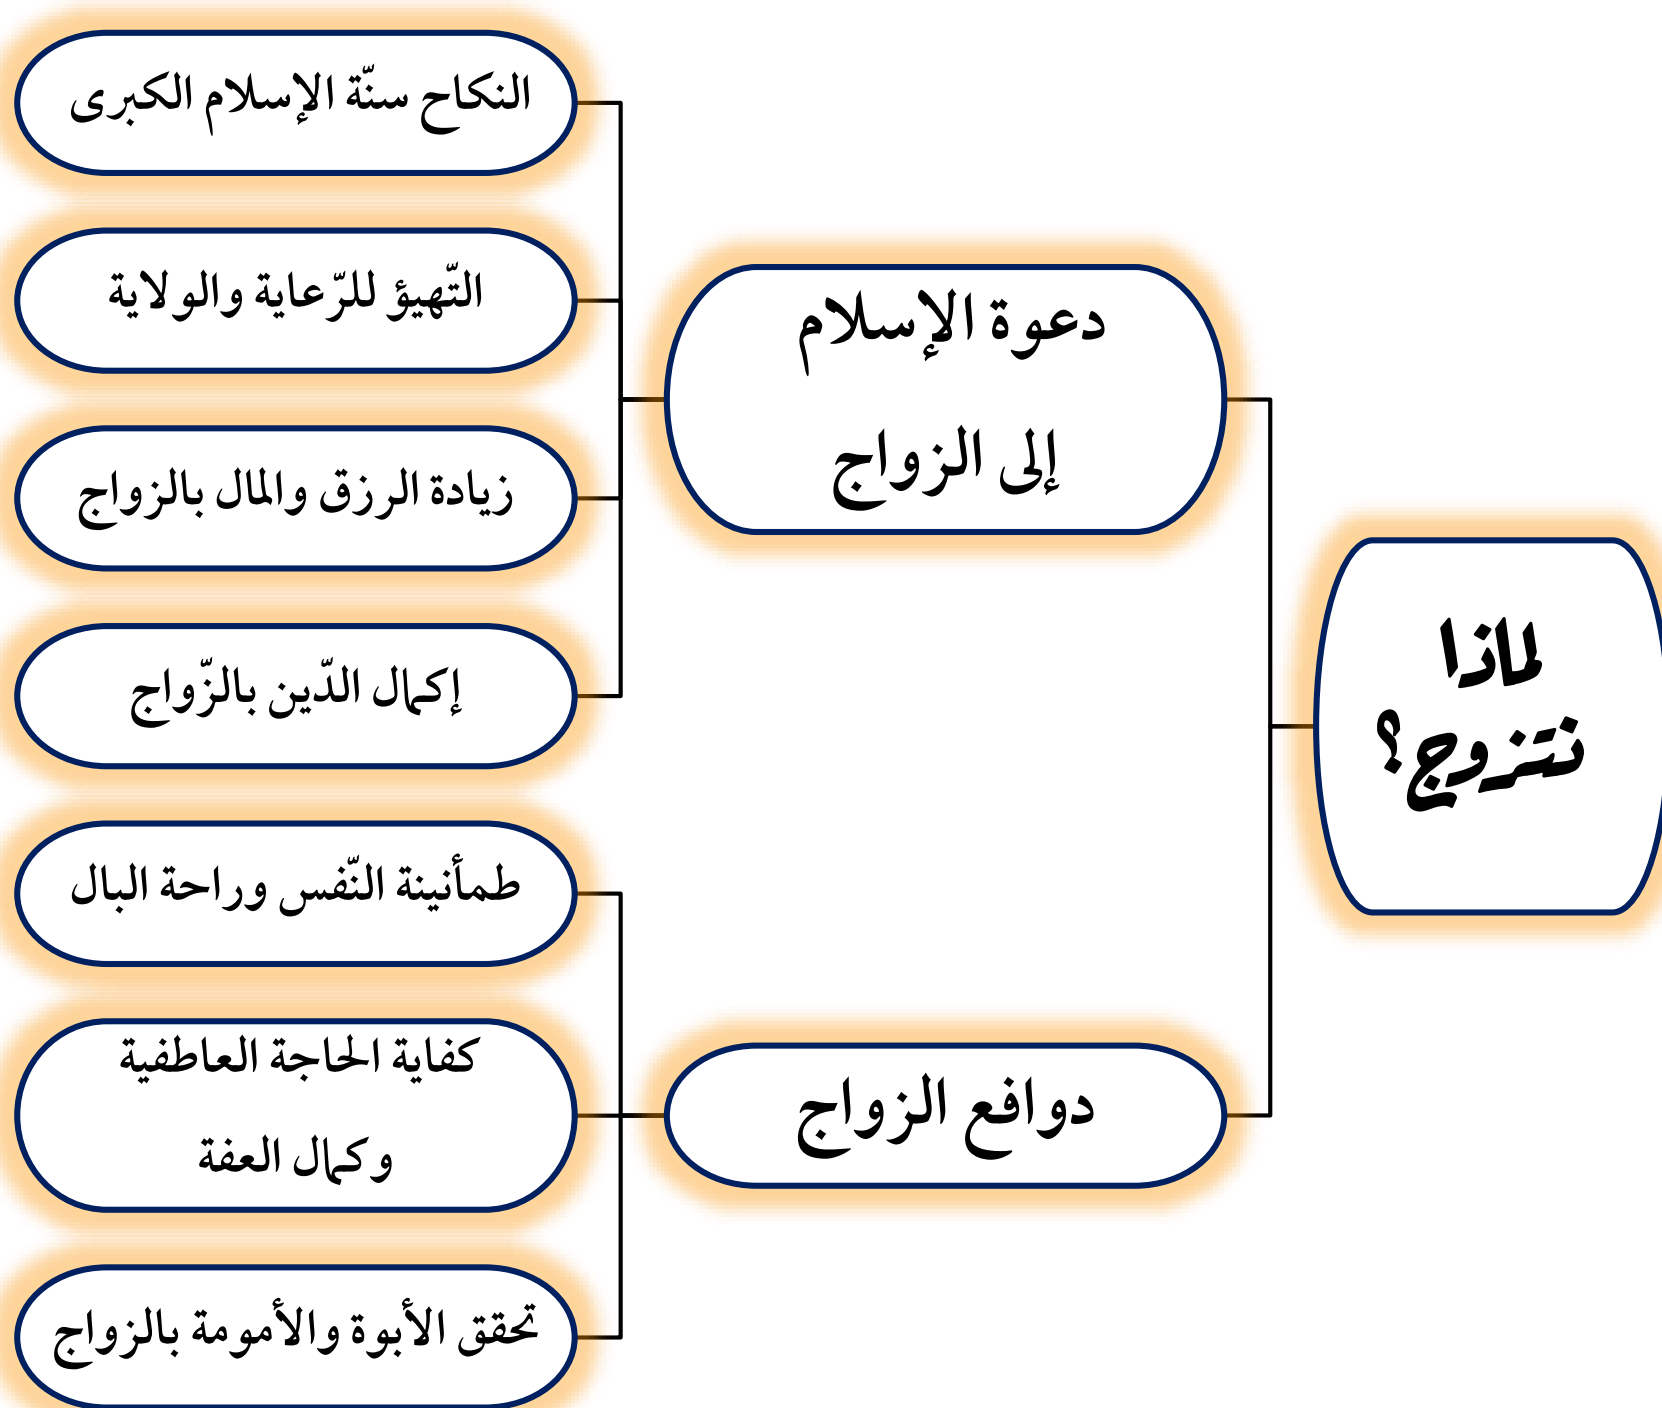 لماذا
نتزوج؟
دعوة الإسلام
إلى الزواج
النكاح سنّة الإسلام الكبرى
التّهيؤ للرّعاية والولاية
زيادة الرزق والمال بالزواج
إكمال الدّين بالزّواج
دوافع الزواج
طمأنينة النّفس وراحة البال
كفاية الحاجة العاطفية
وكمال العفة
تحقق الأبوة والأمومة بالزواج